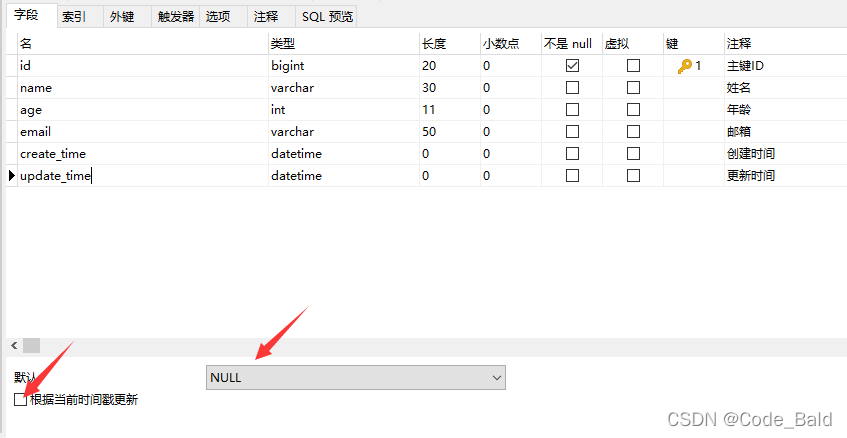 字段 索引 外键 触发器 选项 注释 SQL 预览
名 类型 长度 小数点 不是 null 虚拟 键 注释
id bigint 20 0 1 主键ID
name varchar 30 0 姓名
age int 11 0 年龄
email varchar 50 0 邮箱
create_time datetime 0 0 创建时间
update_time datetime 0 0 更新时间
默认 NULL
根据当前时间戳更新
CSDN @Code_Bald